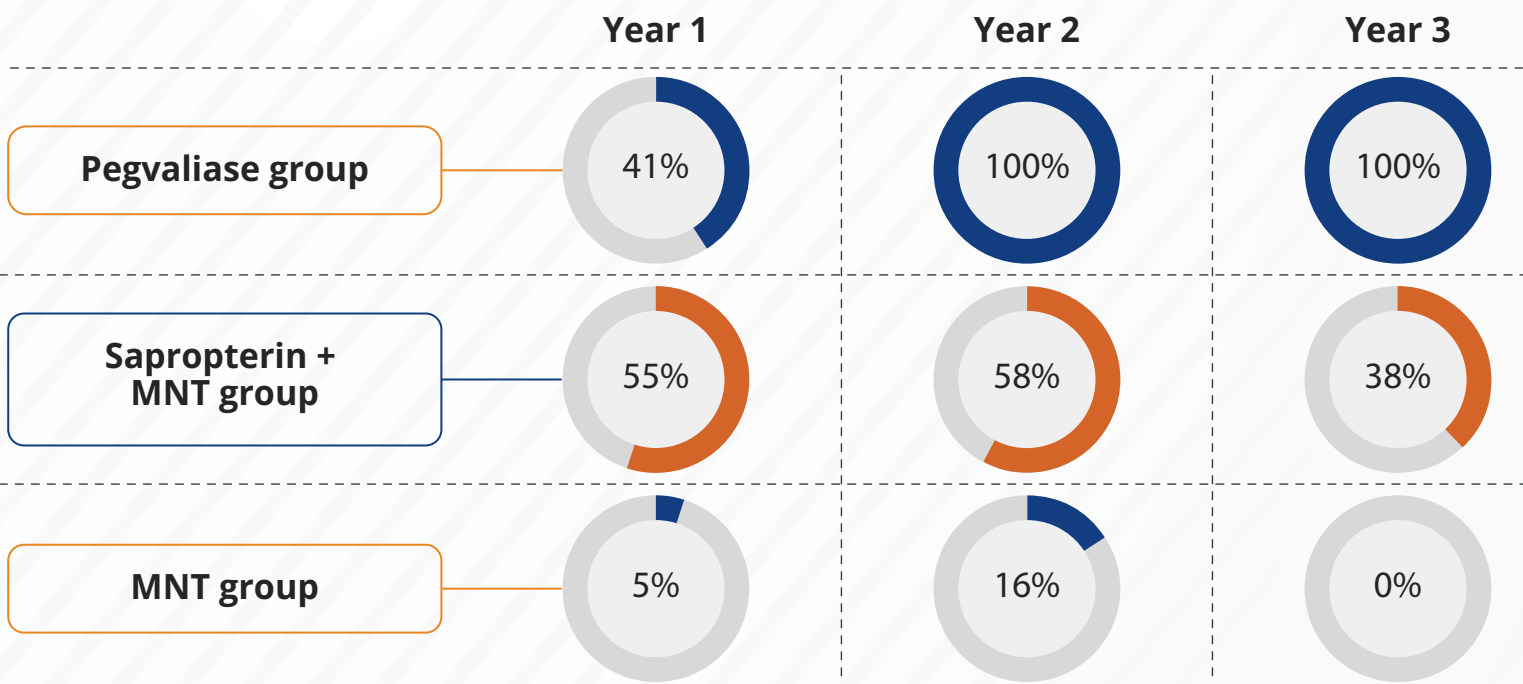 Year 1
Year 2
Year 3
Pegvaliase group
41%
100%
100%
Sapropterin +
MNT group
55%
58%
38%
MNT group
5%
16%
0%